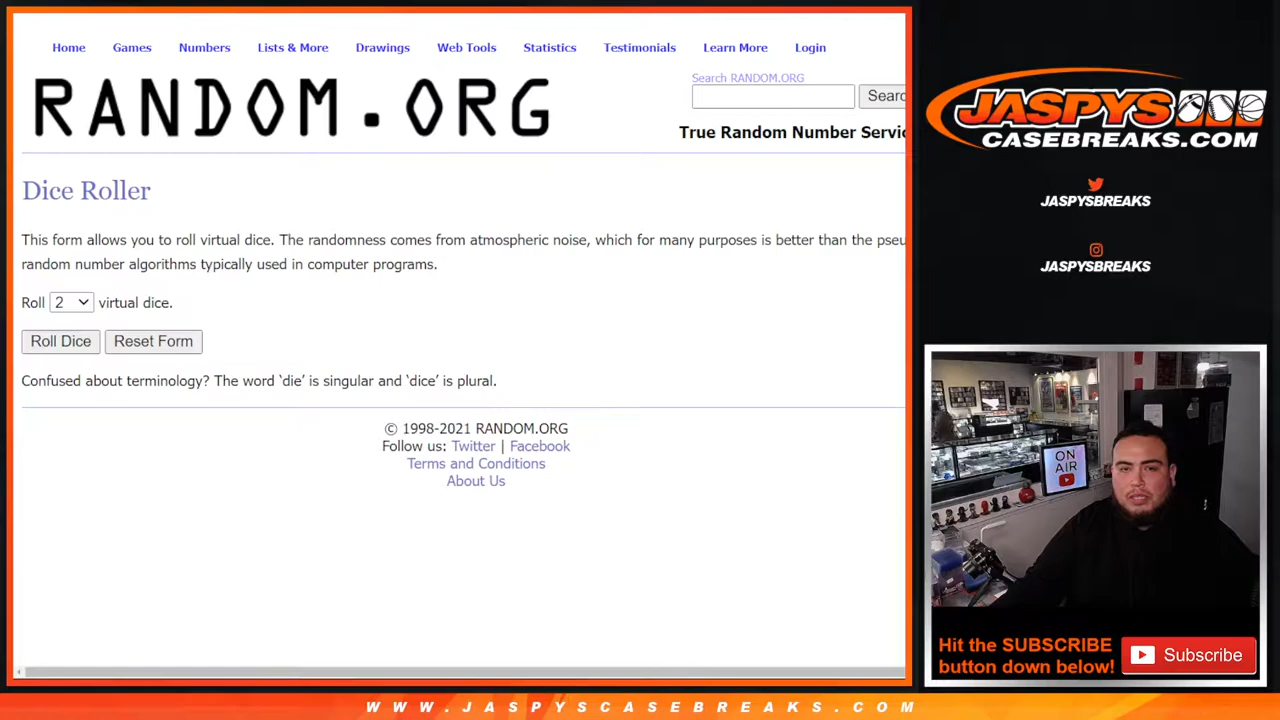 Home Games Numbers Lists & More Drawings Web Tools Statistics Testimonials Learn More Login
RANDOM.ORG
Search RANDOM.ORG
Searc
True Random Number Servic
Dice Roller
This form allows you to roll virtual dice. The randomness comes from atmospheric noise, which for many purposes is better than the pseu
random number algorithms typically used in computer programs.
Roll 2 virtual dice.
Roll Dice Reset Form
Confused about terminology? The word ‘die’ is singular and ‘dice’ is plural.
© 1998-2021 RANDOM.ORG
Follow us: Twitter | Facebook
Terms and Conditions
About Us
JASPYS
CASEBREAKS.COM
JASPYSBREAKS
JASPYSBREAKS
ON
AIR
Hit the SUBSCRIBE
button down below!
Subscribe
WWW.JASPYSCASEBREAKS.COM